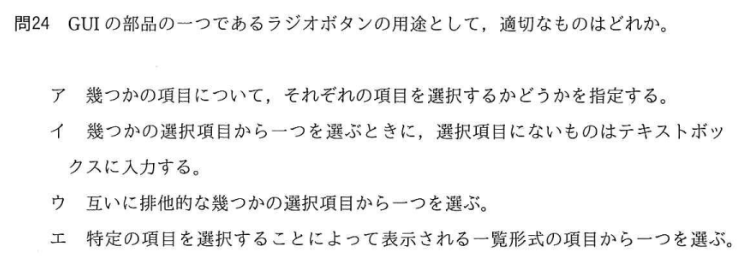 問24 GUIの部品の一つであるラジオボタンの用途として，適切なものはどれか。
ア 幾つかの項目について，それぞれの項目を選択するかどうかを指定する。
イ 幾つかの選択項目から一つを選ぶときに，選択項目にないものはテキストボッ
クスに入力する。
ウ 互いに排他的な幾つかの選択項目から一つを選ぶ。
エ 特定の項目を選択することによって表示される一覧形式の項目から一つを選ぶ。